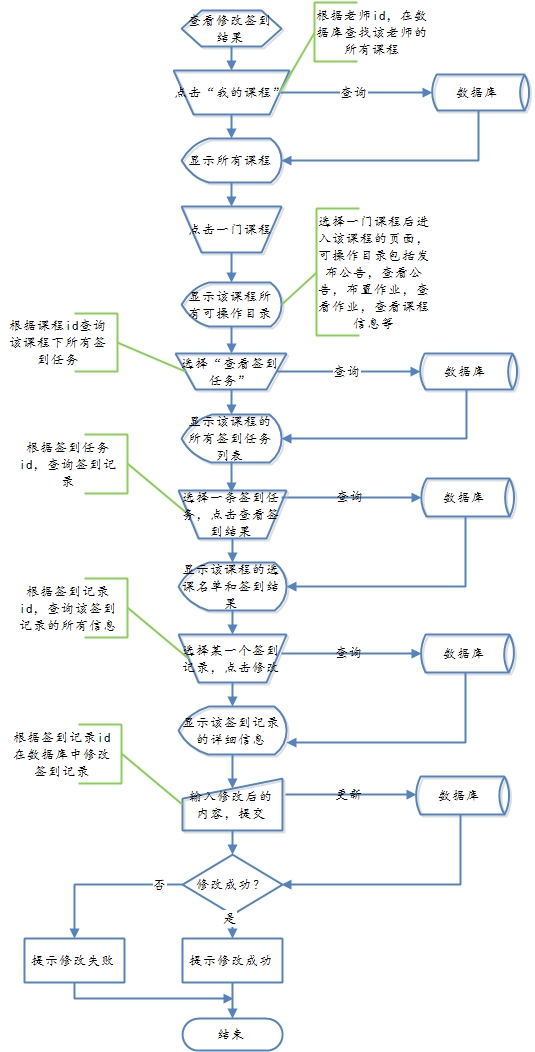 查看修改签到
结果
根据老师id，在数
据库查找该老师的
所有课程
点击“我的课程”
查询
数据库
显示所有课程
点击一门课程
选择一门课程后进
入该课程的页面，
可操作目录包括发
布公告，查看公
告，布置作业，查
看作业，查看课程
信息等
显示该课程所
有可操作目录
根据课程id查询
该课程下所有签
到任务
选择“查看签到
任务”
查询
数据库
显示该课程的
所有签到任务
列表
根据签到任务
id，查询签到记
录
选择一条签到任
务，点击查看签
到结果
查询
数据库
显示该课程的选
课名单和签到结
果
根据签到记录
id，查询该签到
记录的所有信息
选择某一个签到
记录，点击修改
查询
数据库
显示该签到记录
的详细信息
根据签到记录id
在数据库中修改
签到记录
输入修改后的
内容，提交
更新
数据库
修改成功？
否
是
提示修改失败
提示修改成功
结束